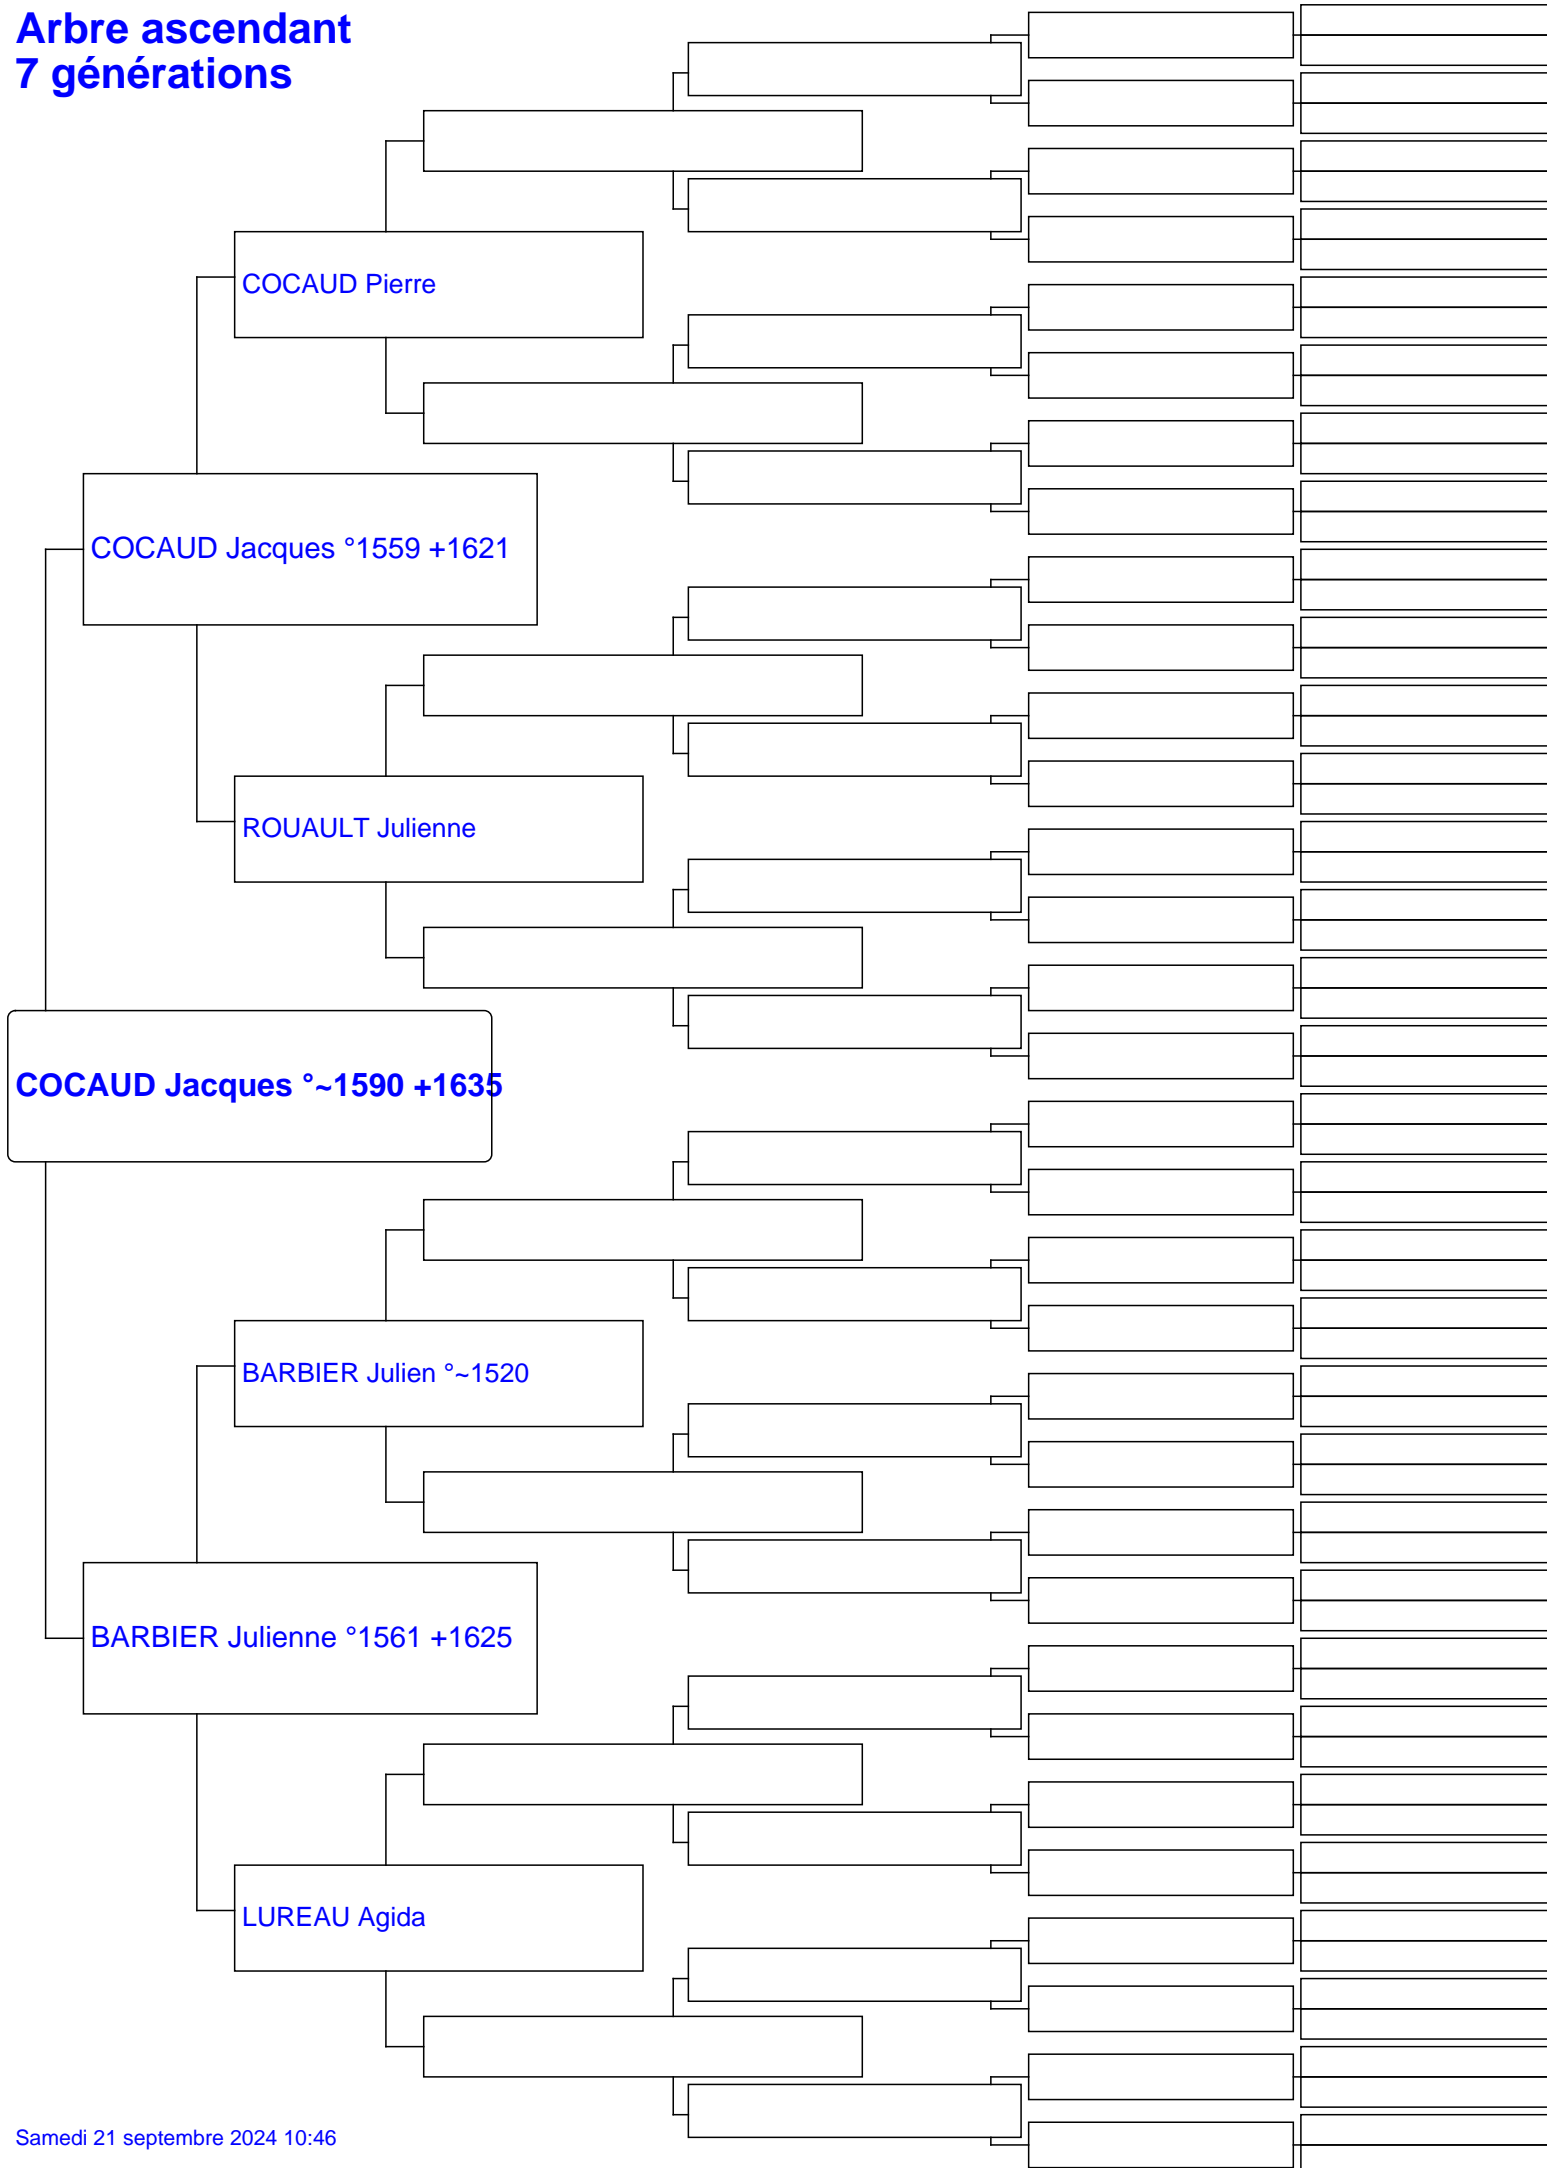 Arbre ascendant
7 générations
COCAUD Pierre
COCAUD Jacques °1559 +1621
ROUAULT Julienne
COCAUD Jacques °~1590 +1635
BARBIER Julien °~1520
BARBIER Julienne °1561 +1625
LUREAU Agida
Samedi 21 septembre 2024 10:46